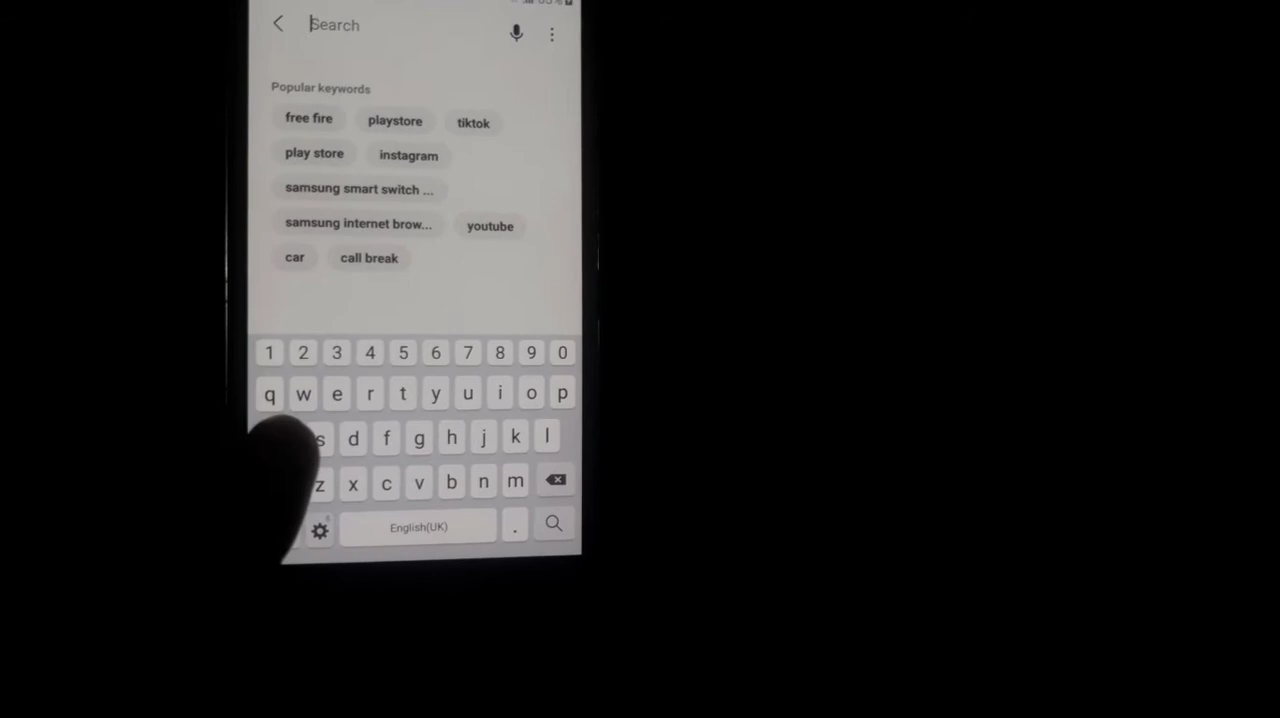 Search
Popular keywords
free fire playstore tiktok
play store instagram
samsung smart switch ...
samsung internet brow... youtube
car call break
1 2 3 4 5 6 7 8 9 0
q w e r t y u i o p
s d f g h j k l
z x c v b n m
English(UK) .